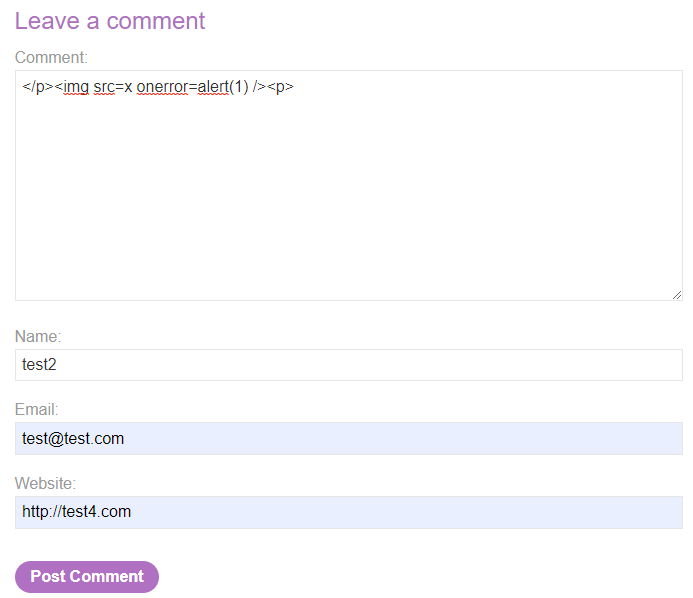 Leave a comment
Comment:
</p><img src=x onerror=alert(1) /><p>
Name:
test2
Email:
test@test.com
Website:
http://test4.com
Post Comment